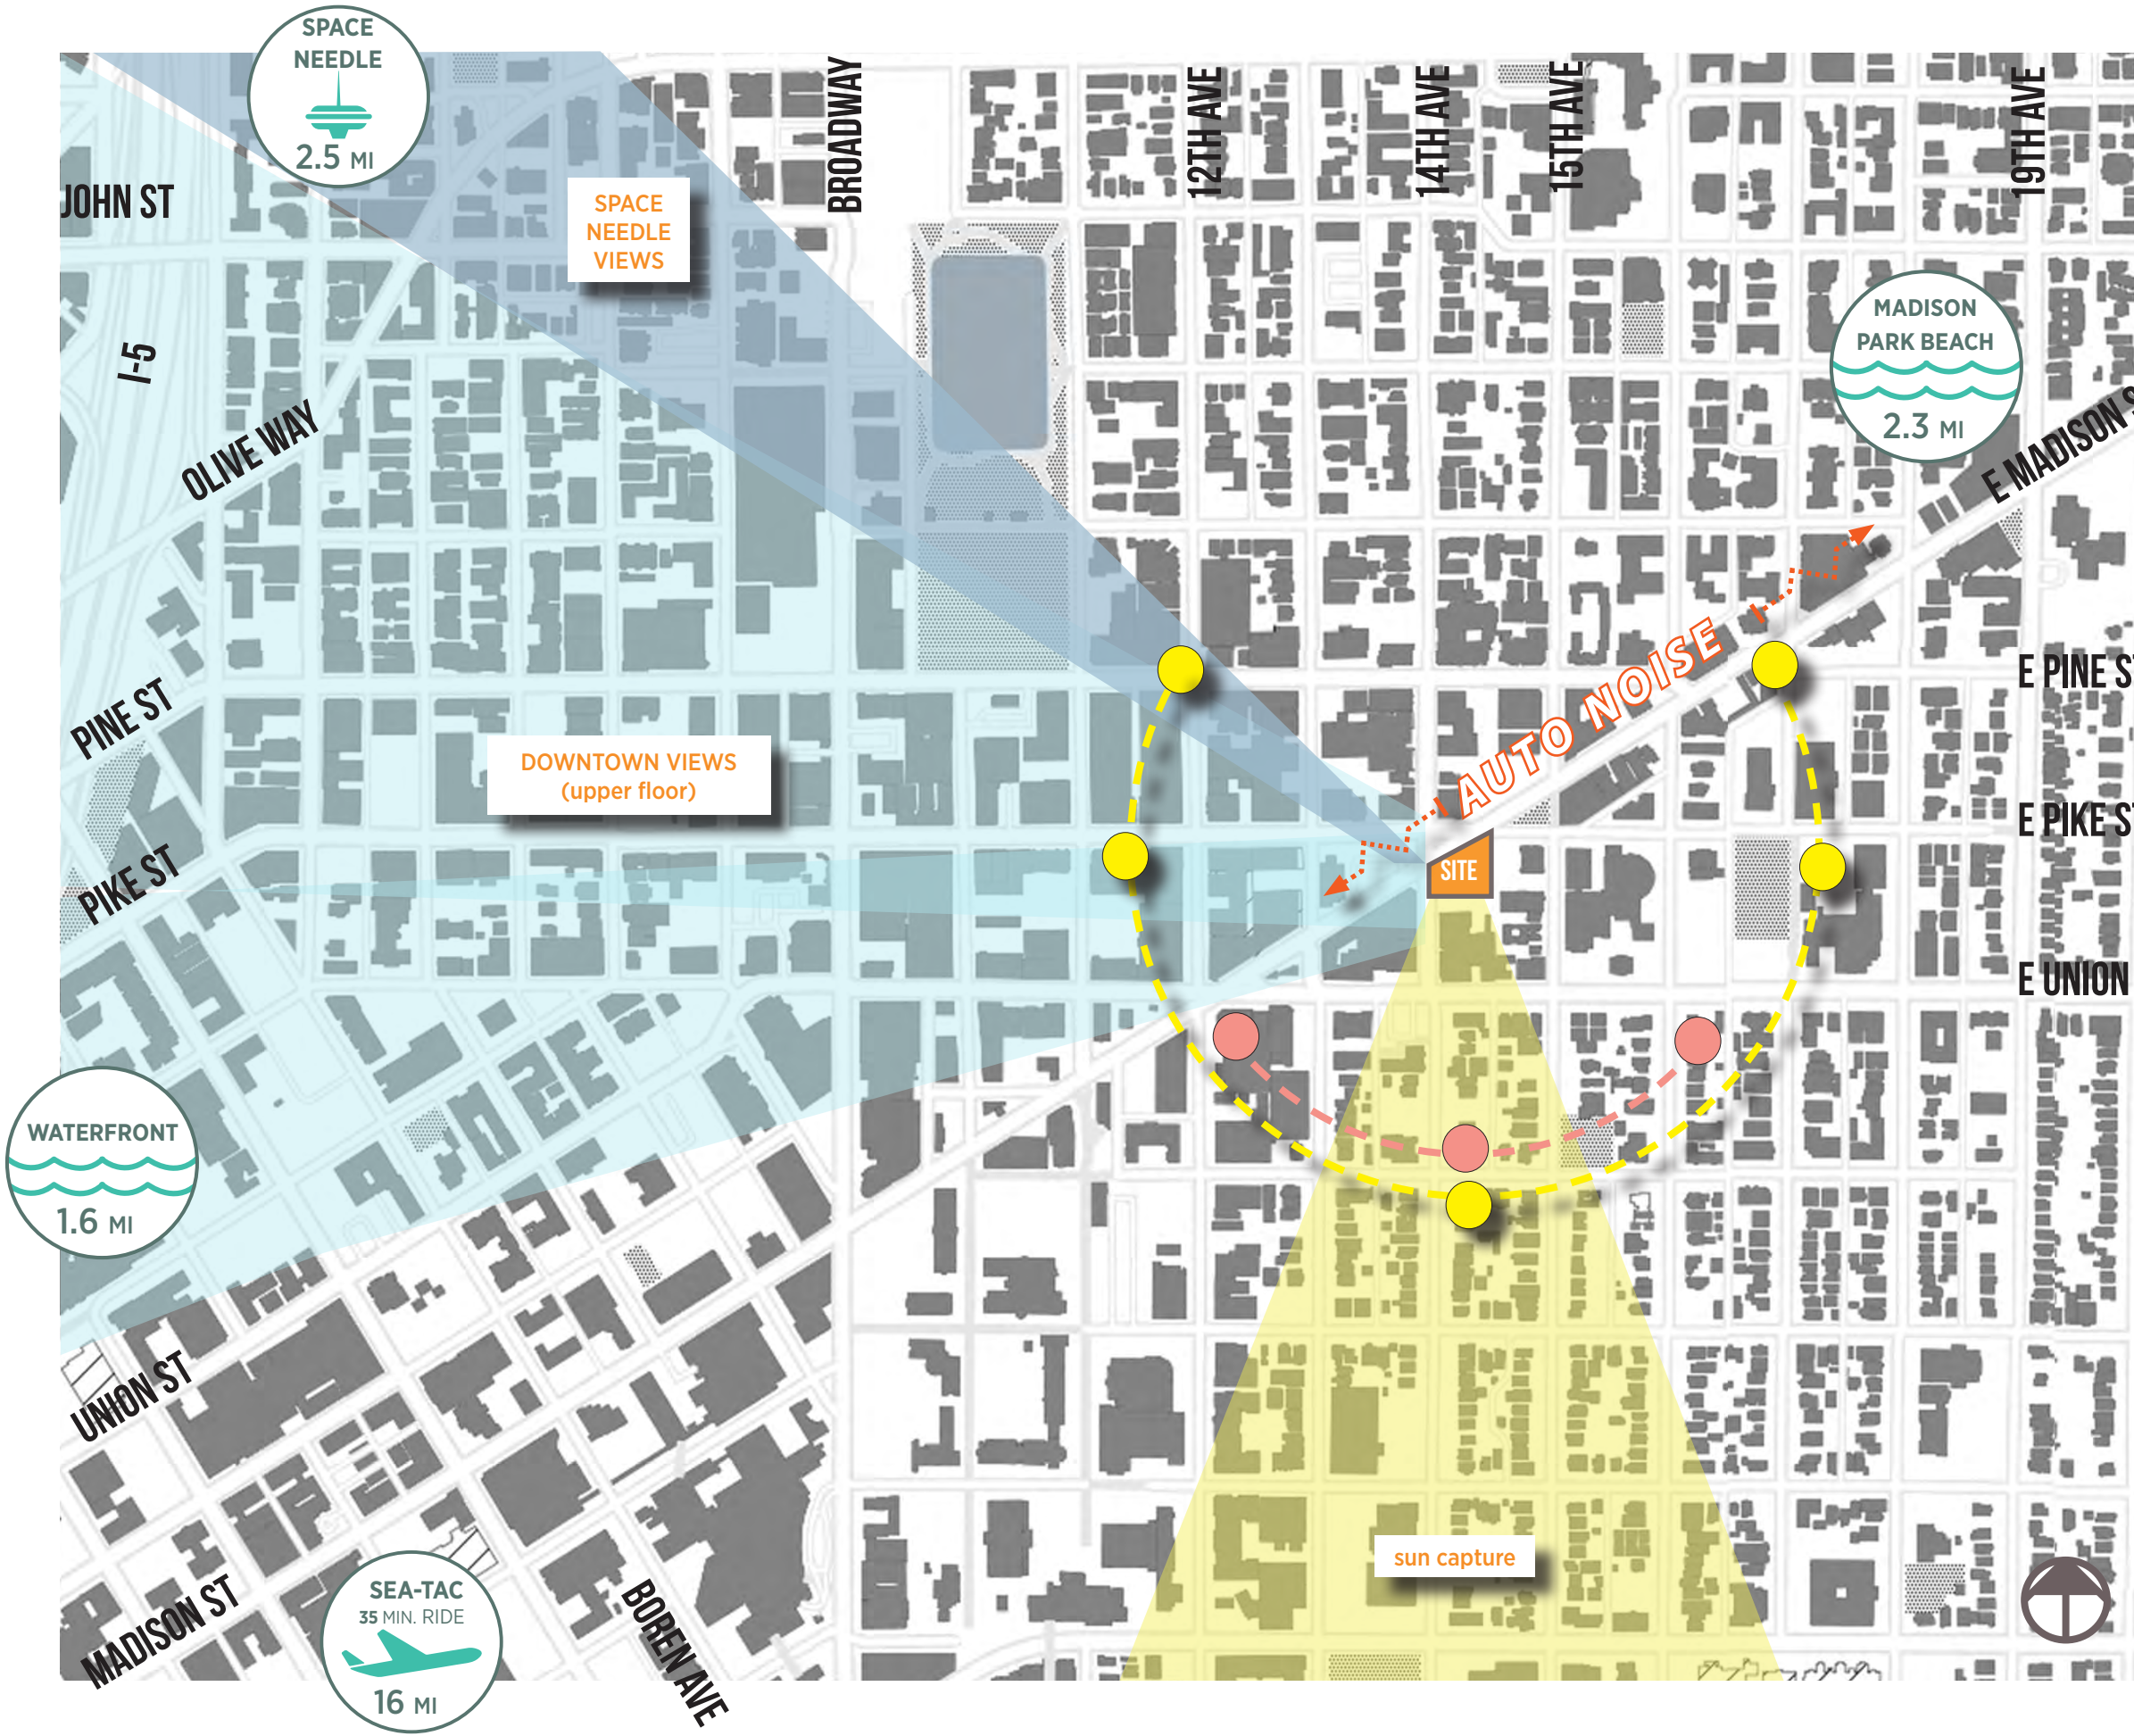 SPACE
NEEDLE
2.5 MI
JOHN ST
SPACE
NEEDLE
VIEWS
BROADWAY
12TH AVE
14TH AVE
15TH AVE
19TH AVE
I-5
OLIVE WAY
MADISON
PARK BEACH
2.3 MI
E MADISON S
AUTO NOISE
E PINE ST
PINE ST
DOWNTOWN VIEWS
(upper floor)
E PIKE ST
PIKE ST
SITE
E UNION
WATERFRONT
1.6 MI
UNION ST
sun capture
MADISON ST
SEA-TAC
35 MIN. RIDE
16 MI
BOREN AVE